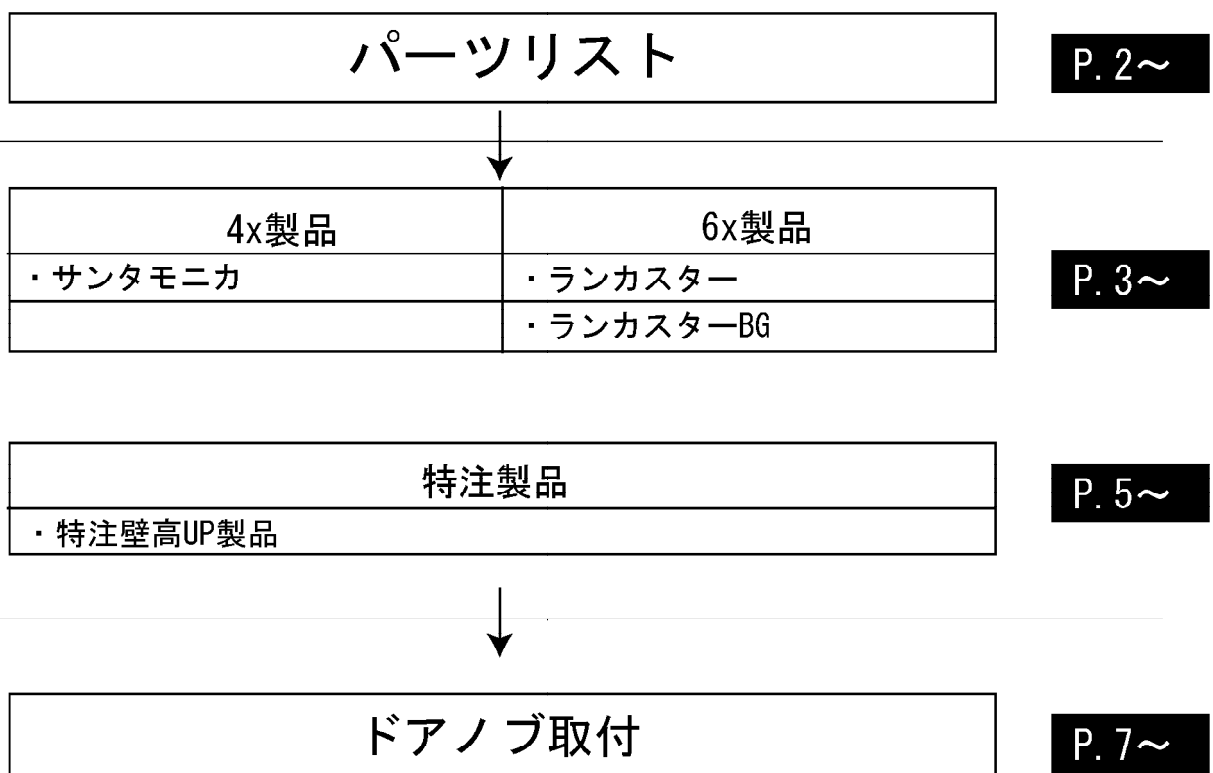 パーツリスト
P.2～
4x製品
6x製品
・サンタモニカ
・ランカスター
・ランカスターBG
P.3～
特注製品
・特注壁高UP製品
P.5～
ドアノブ取付
P.7～